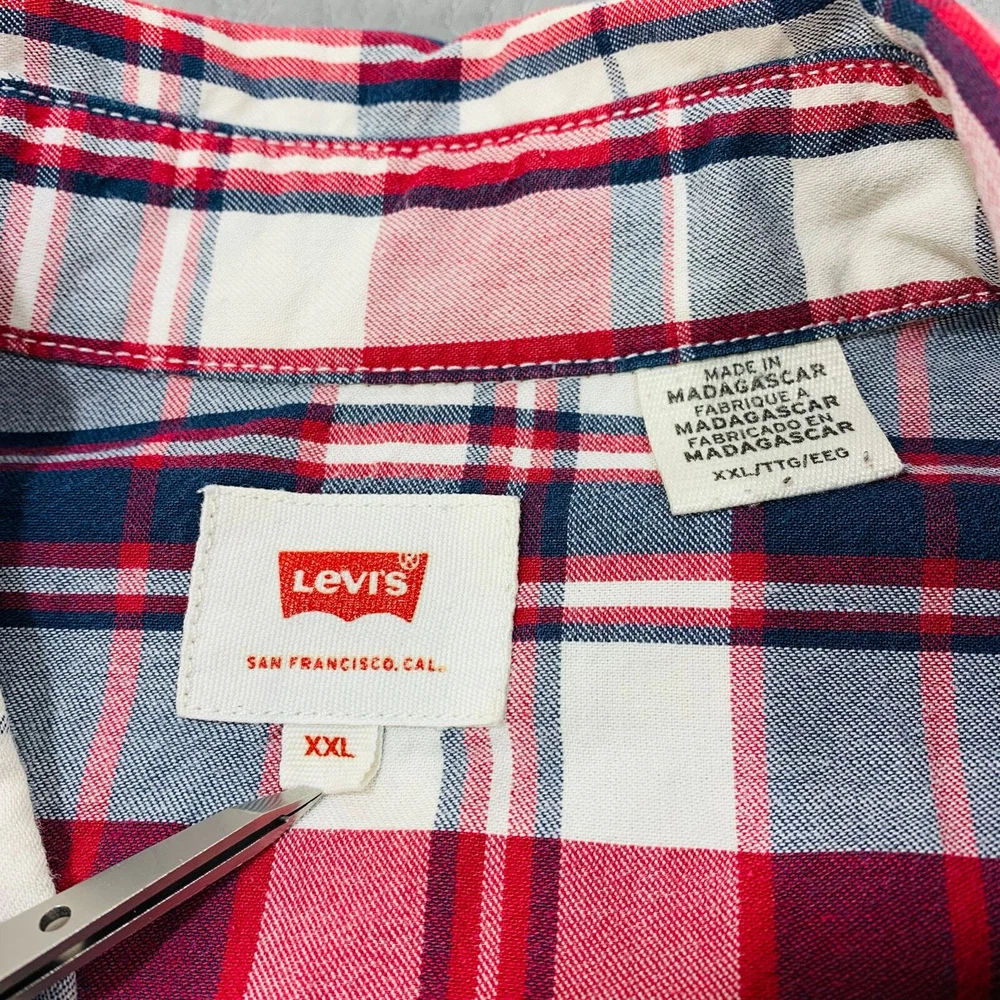 MADE IN
MADAGASCAR
FABRIQUE A
MADAGASCAR
FABRICADO EN
MADAGASCAR
XXL/TTG/EEG
LEVI'S®
SAN FRANCISCO, CAL.
XXL